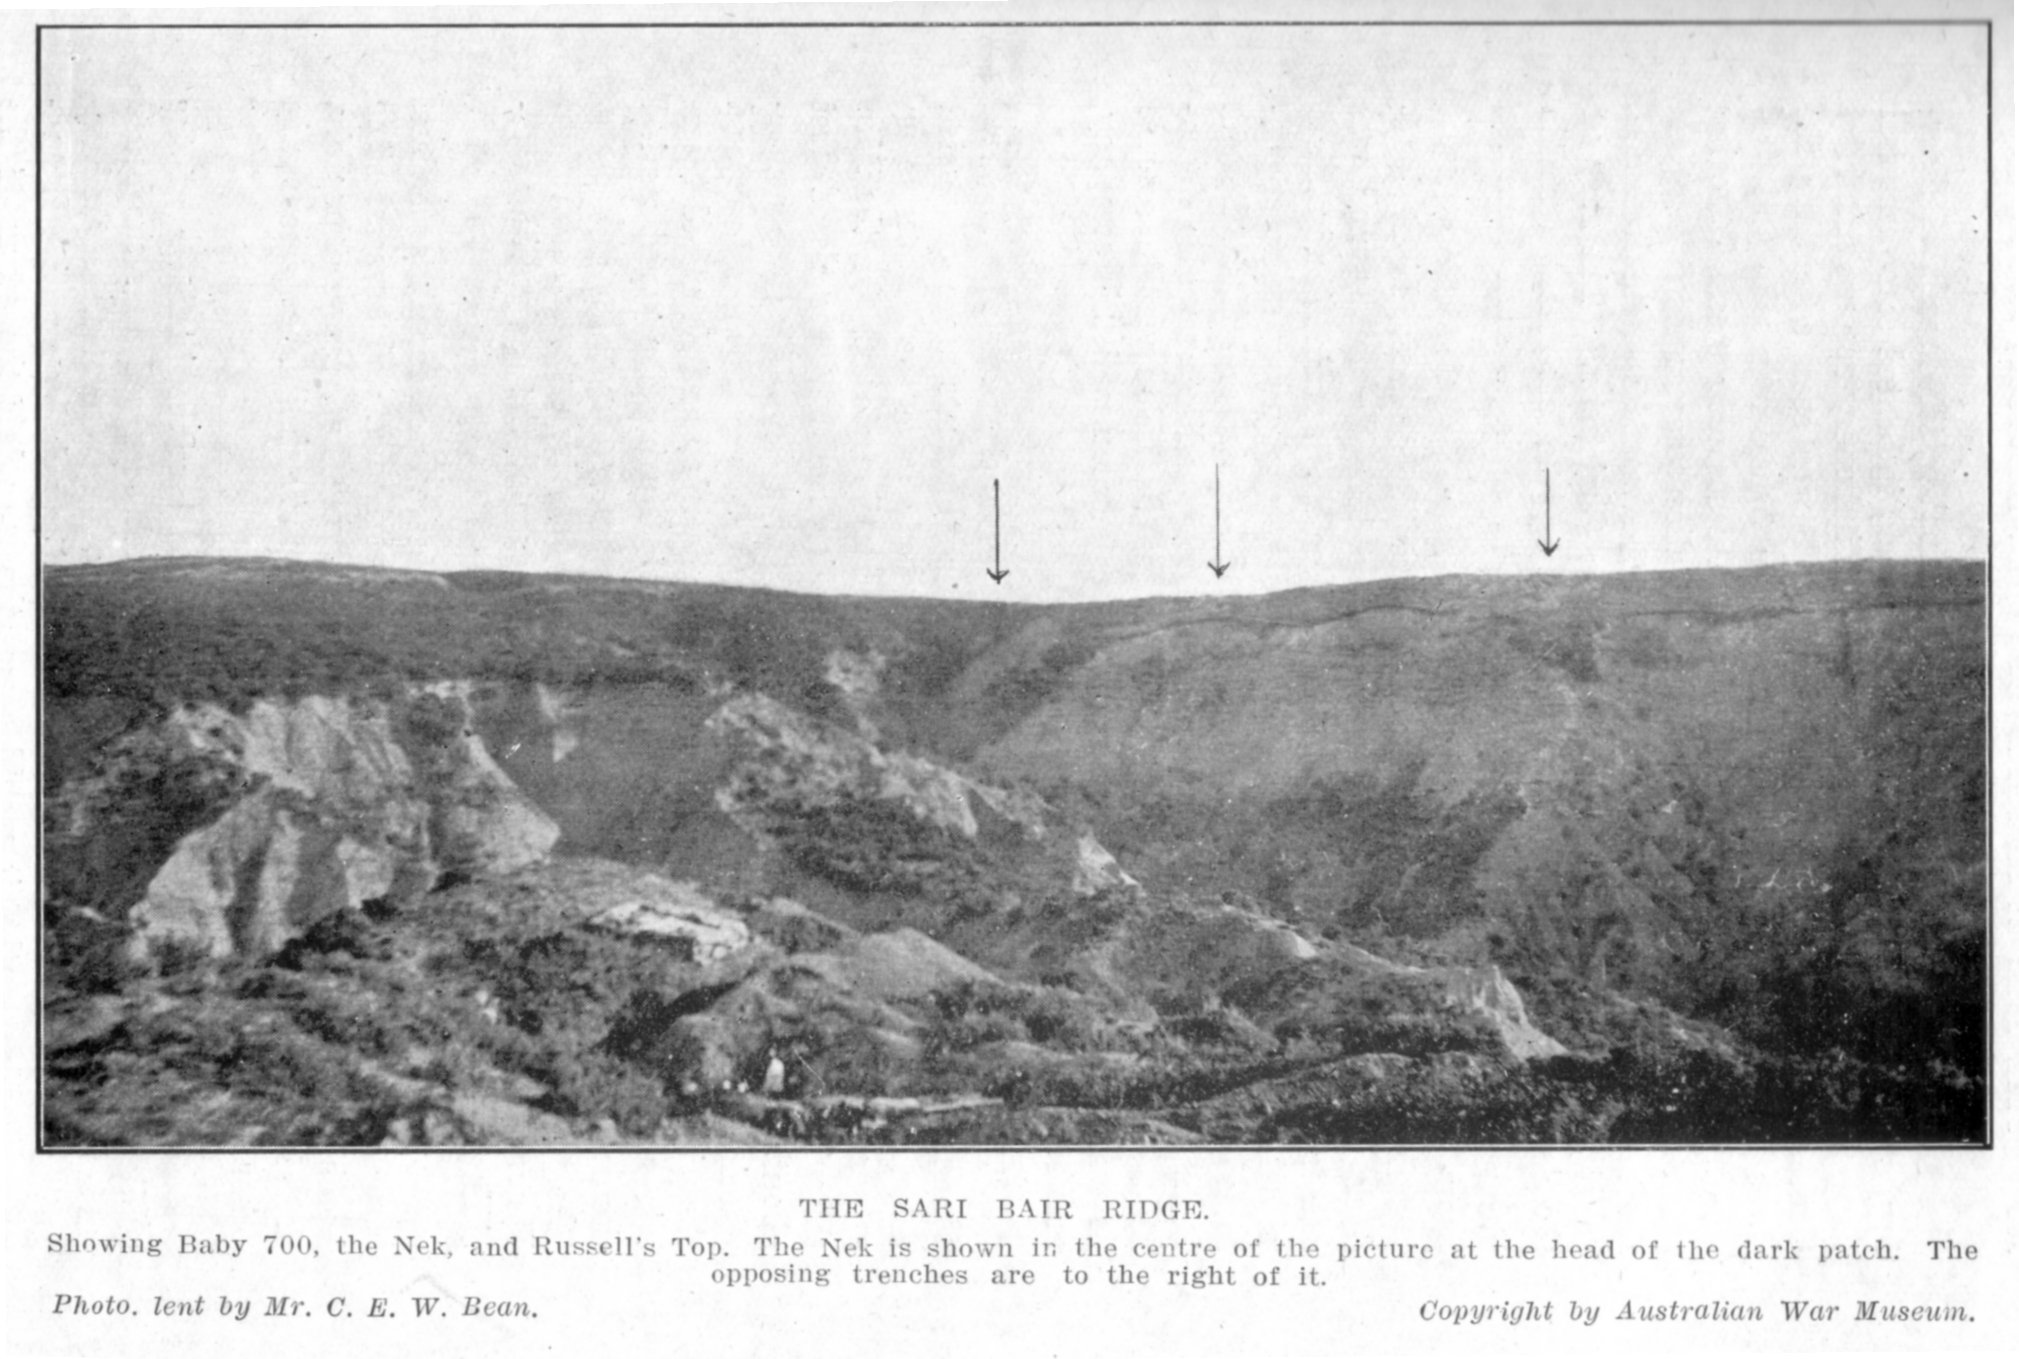 THE SARI BAIR RIDGE.
Showing Baby 700, the Nek, and Russell's Top. The Nek is shown in the centre of the picture at the head of the dark patch. The
opposing trenches are to the right of it.
Photo. lent by Mr. C. E. W. Bean.
Copyright by Australian War Museum.